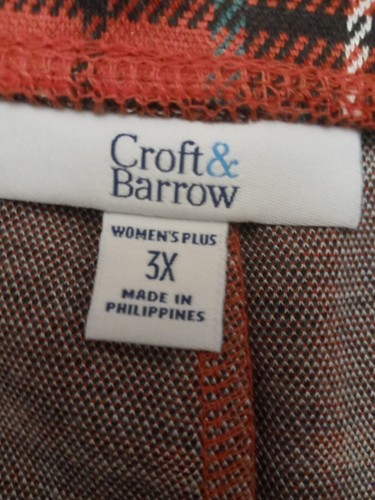 Croft&
Barrow
WOMEN'S PLUS
3X
MADE IN
PHILIPPINES